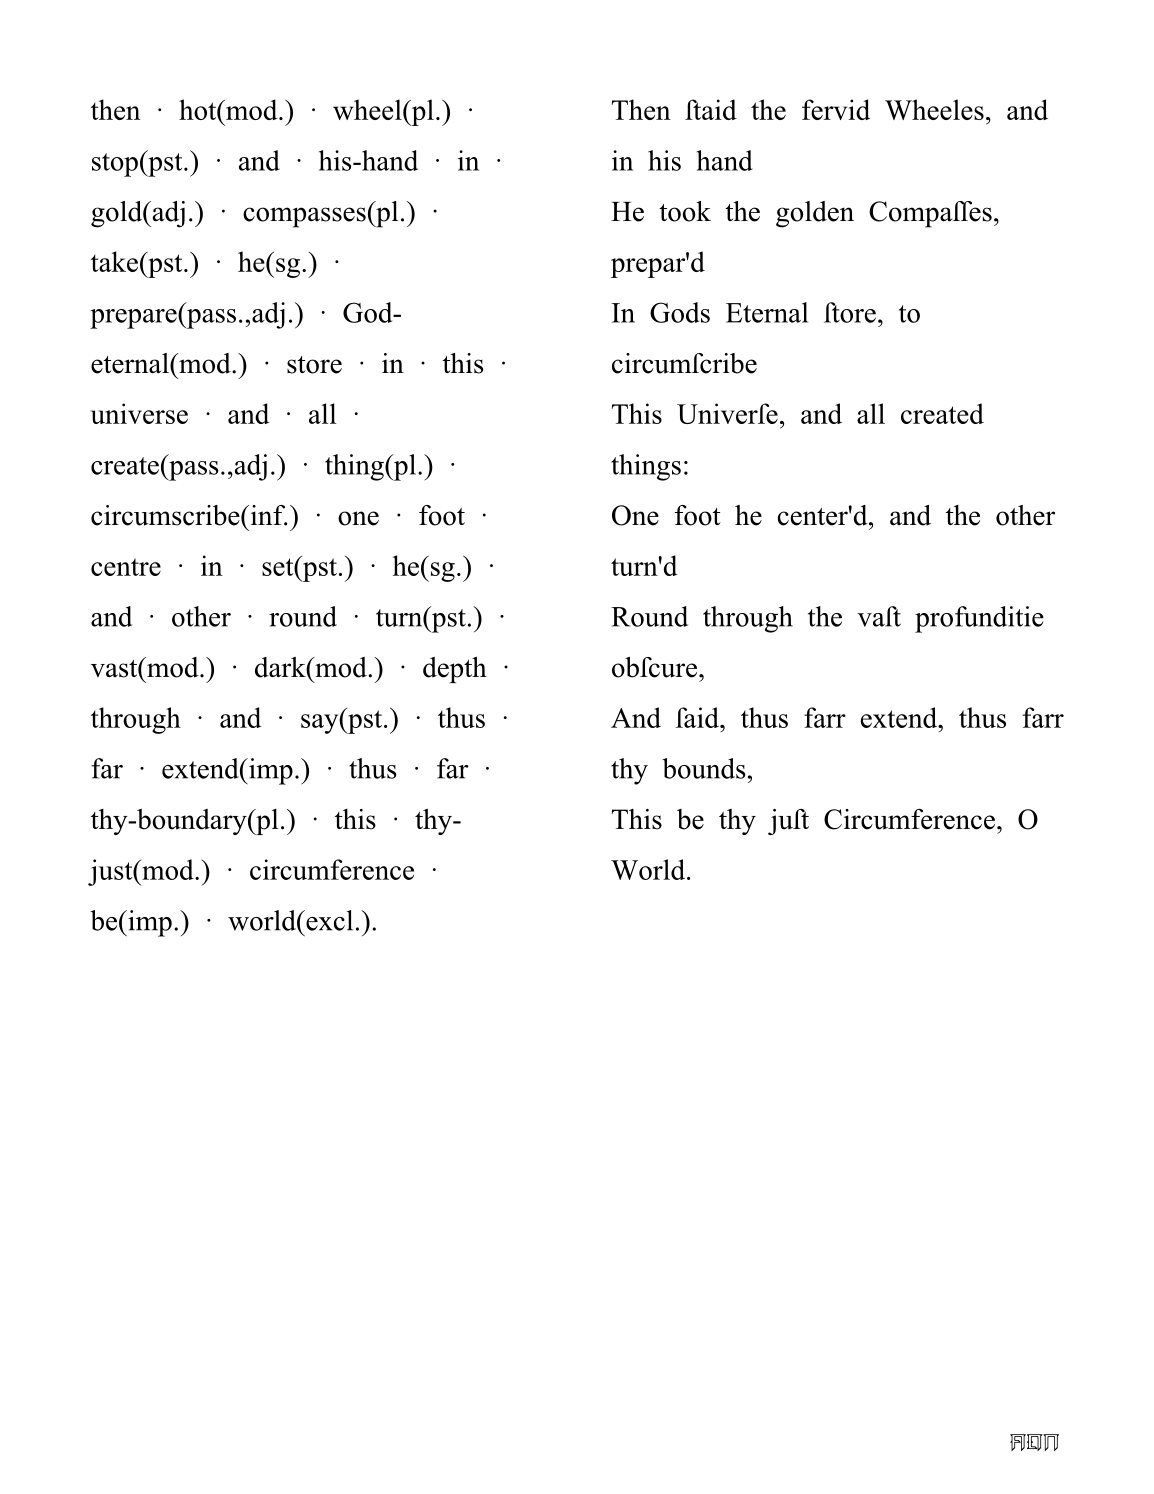 then · hot(mod.) · wheel(pl.) ·
stop(pst.) · and · his-hand · in ·
gold(adj.) · compasses(pl.) ·
take(pst.) · he(sg.) ·
prepare(pass.,adj.) · God-
eternal(mod.) · store · in · this ·
universe · and · all ·
create(pass.,adj.) · thing(pl.) ·
circumscribe(inf.) · one · foot ·
centre · in · set(pst.) · he(sg.) ·
and · other · round · turn(pst.) ·
vast(mod.) · dark(mod.) · depth ·
through · and · say(pst.) · thus ·
far · extend(imp.) · thus · far ·
thy-boundary(pl.) · this · thy-
just(mod.) · circumference ·
be(imp.) · world(excl.).
Then ſtaid the fervid Wheeles, and
in his hand
He took the golden Compaſſes,
prepar'd
In Gods Eternal ſtore, to
circumſcribe
This Univerſe, and all created
things:
One foot he center'd, and the other
turn'd
Round through the vaſt profunditie
obſcure,
And ſaid, thus farr extend, thus farr
thy bounds,
This be thy juſt Circumference, O
World.